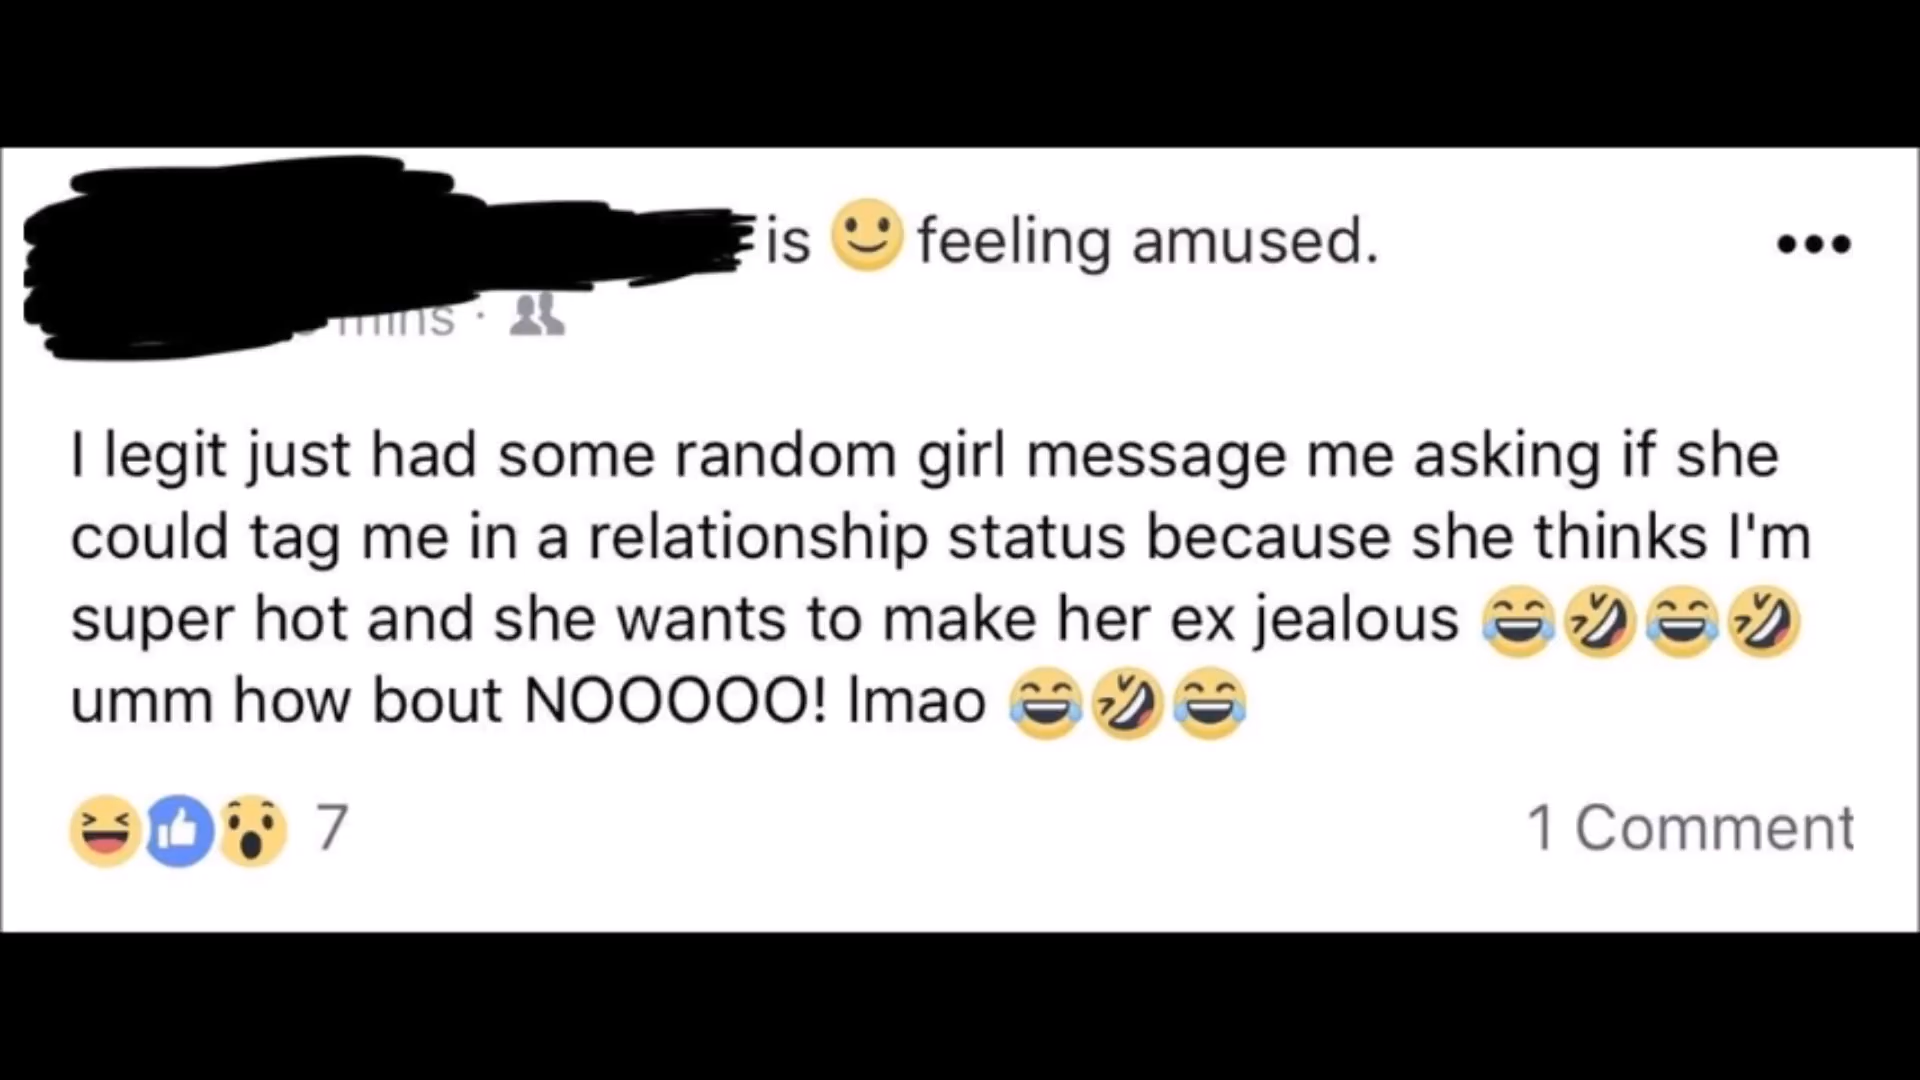 is 🙂 feeling amused.
mins ·
I legit just had some random girl message me asking if she
could tag me in a relationship status because she thinks I'm
super hot and she wants to make her ex jealous 😂🤣😂🤣
umm how bout NOOOOO! lmao 😂🤣😂
7
1 Comment